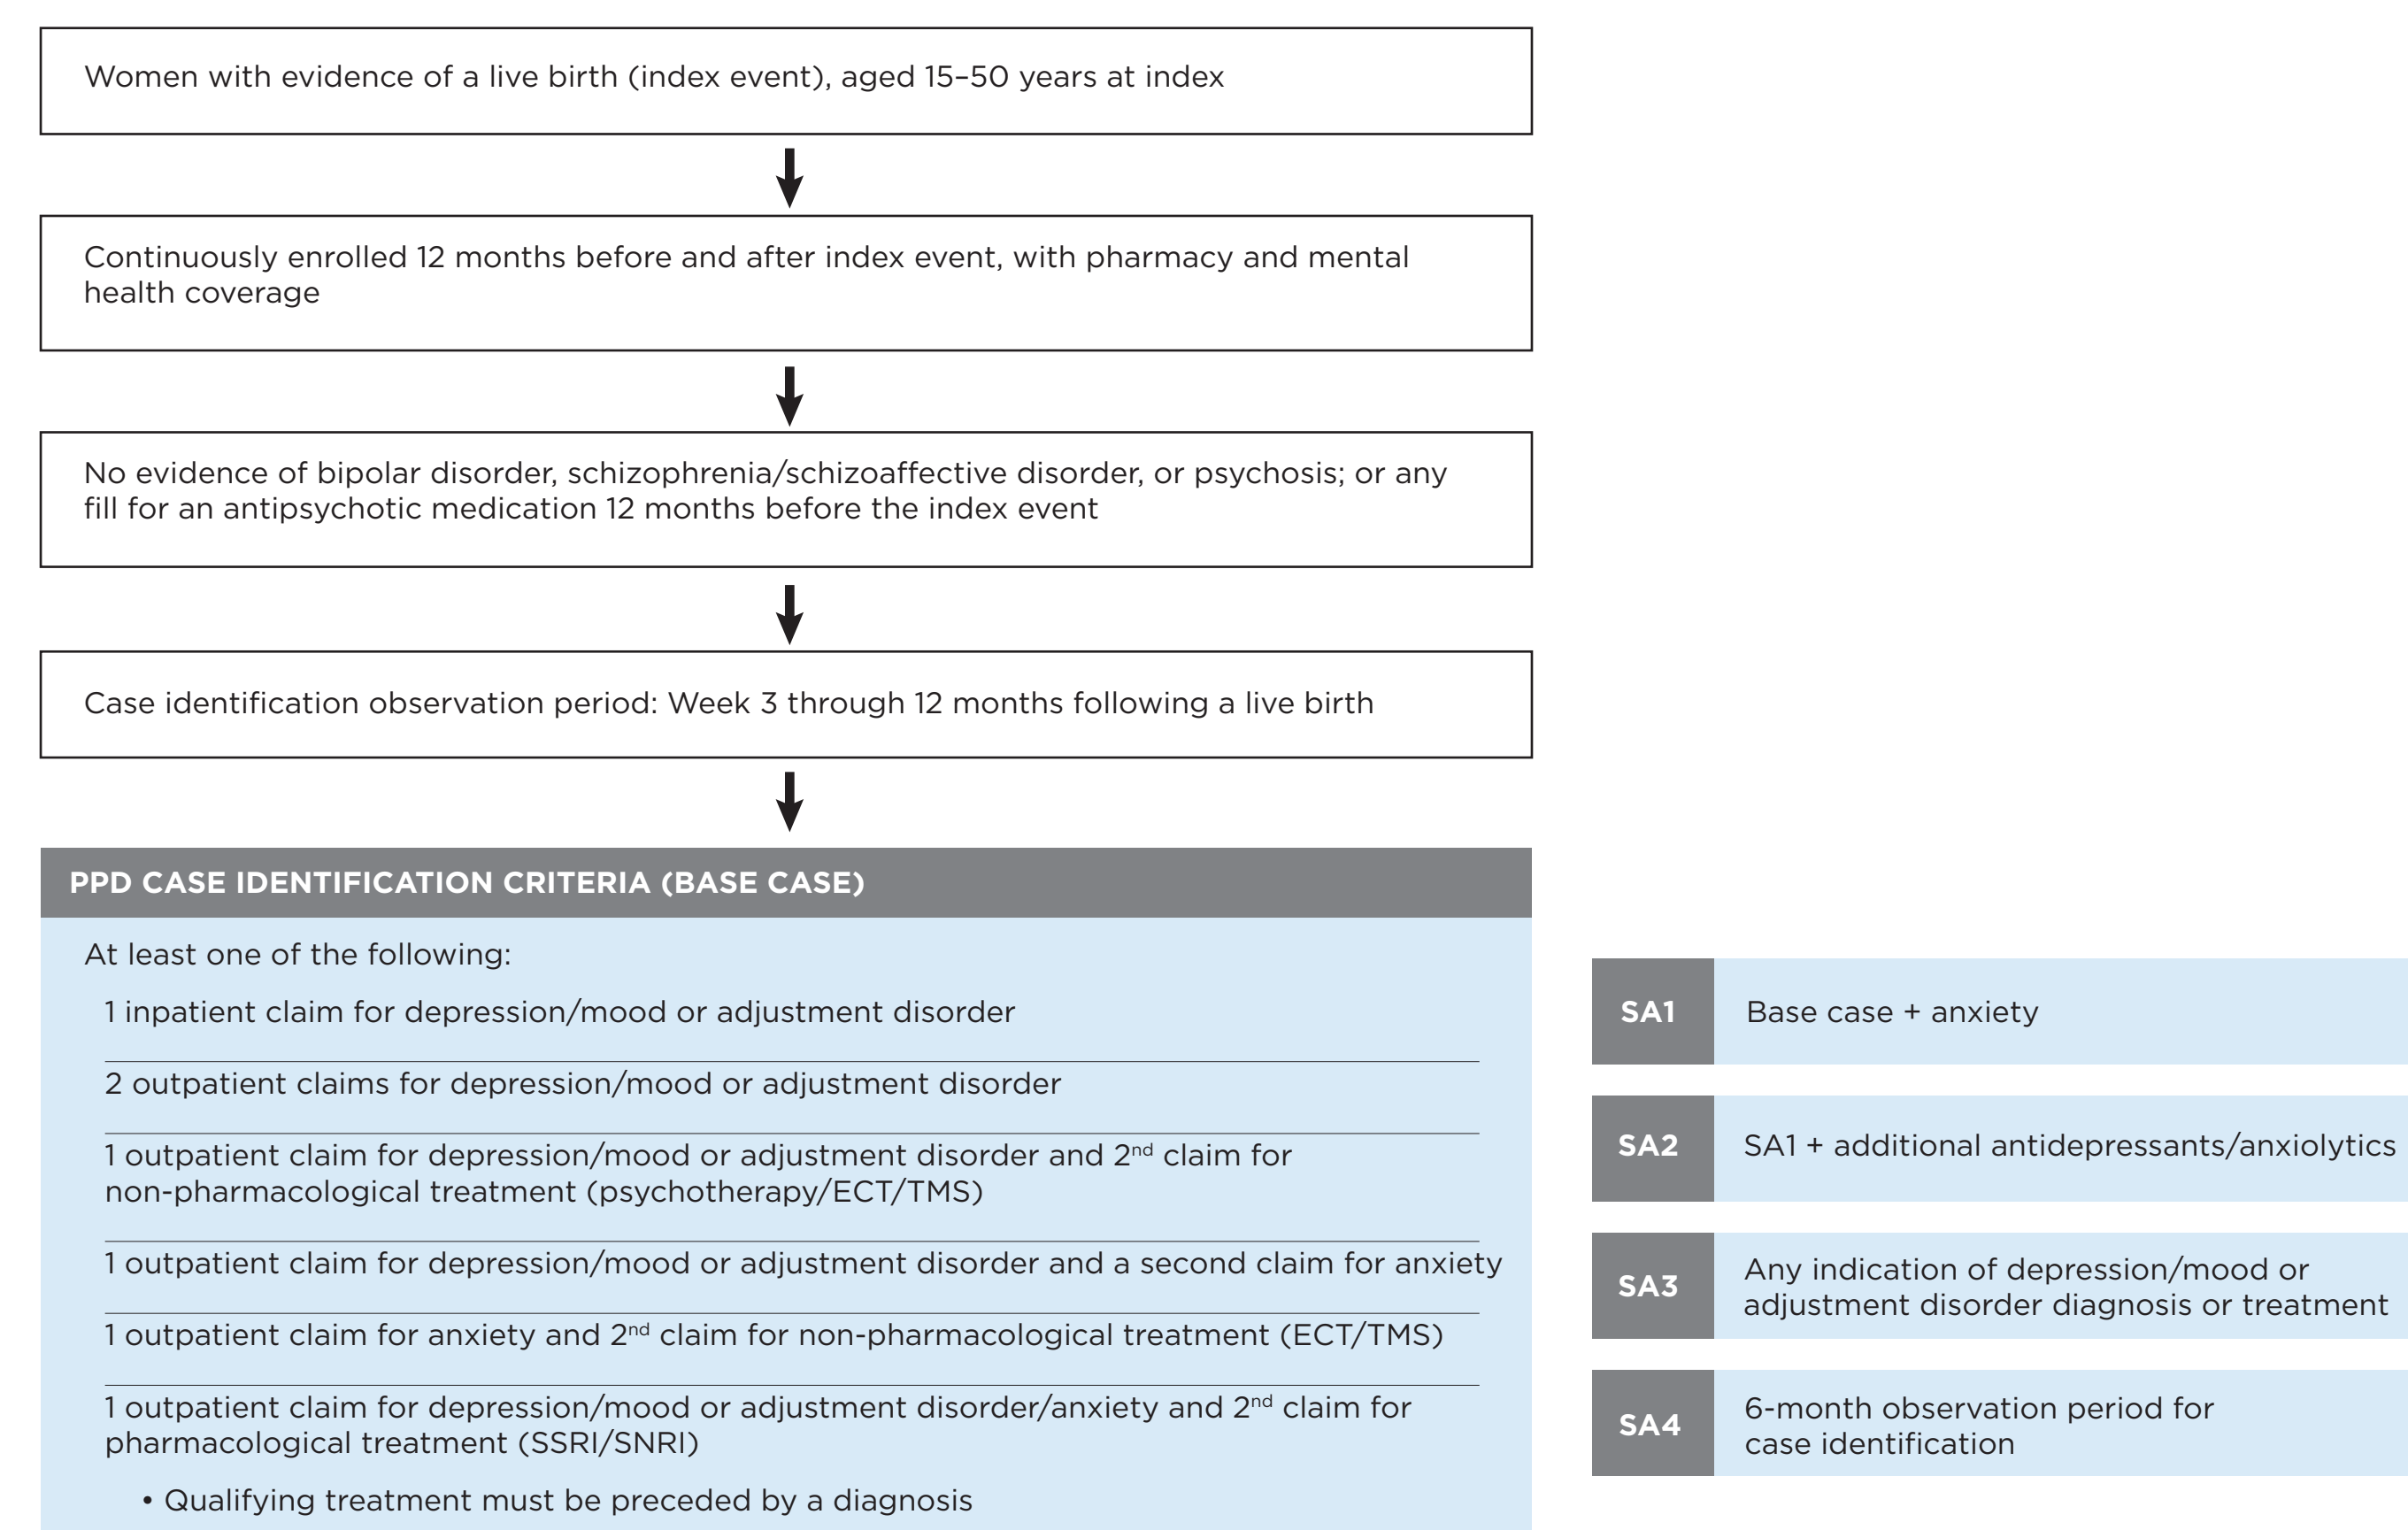 Women with evidence of a live birth (index event), aged 15–50 years at index
Continuously enrolled 12 months before and after index event, with pharmacy and mental
health coverage
No evidence of bipolar disorder, schizophrenia/schizoaffective disorder, or psychosis; or any
fill for an antipsychotic medication 12 months before the index event
Case identification observation period: Week 3 through 12 months following a live birth
PPD CASE IDENTIFICATION CRITERIA (BASE CASE)
At least one of the following:
1 inpatient claim for depression/mood or adjustment disorder
2 outpatient claims for depression/mood or adjustment disorder
1 outpatient claim for depression/mood or adjustment disorder and 2nd claim for
non-pharmacological treatment (psychotherapy/ECT/TMS)
1 outpatient claim for depression/mood or adjustment disorder and a second claim for anxiety
1 outpatient claim for anxiety and 2nd claim for non-pharmacological treatment (ECT/TMS)
1 outpatient claim for depression/mood or adjustment disorder/anxiety and 2nd claim for
pharmacological treatment (SSRI/SNRI)
• Qualifying treatment must be preceded by a diagnosis
SA1 Base case + anxiety
SA2 SA1 + additional antidepressants/anxiolytics
SA3 Any indication of depression/mood or
adjustment disorder diagnosis or treatment
SA4 6-month observation period for
case identification